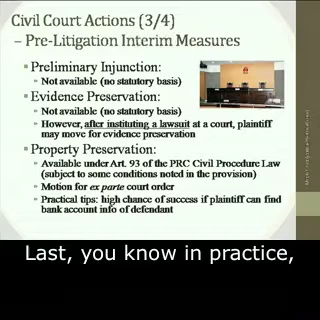 Civil Court Actions (3/4)
– Pre-Litigation Interim Measures
Preliminary Injunction:
Not available (no statutory basis)
Evidence Preservation:
Not available (no statutory basis)
However, after instituting a lawsuit at a court, plaintiff
may move for evidence preservation
Property Preservation:
Available under Art. 93 of the PRC Civil Procedure Law
(subject to some conditions noted in the provision)
Motion for ex parte court order
Practical tips: high chance of success if plaintiff can find
bank account info of defendant
Last, you know in practice,